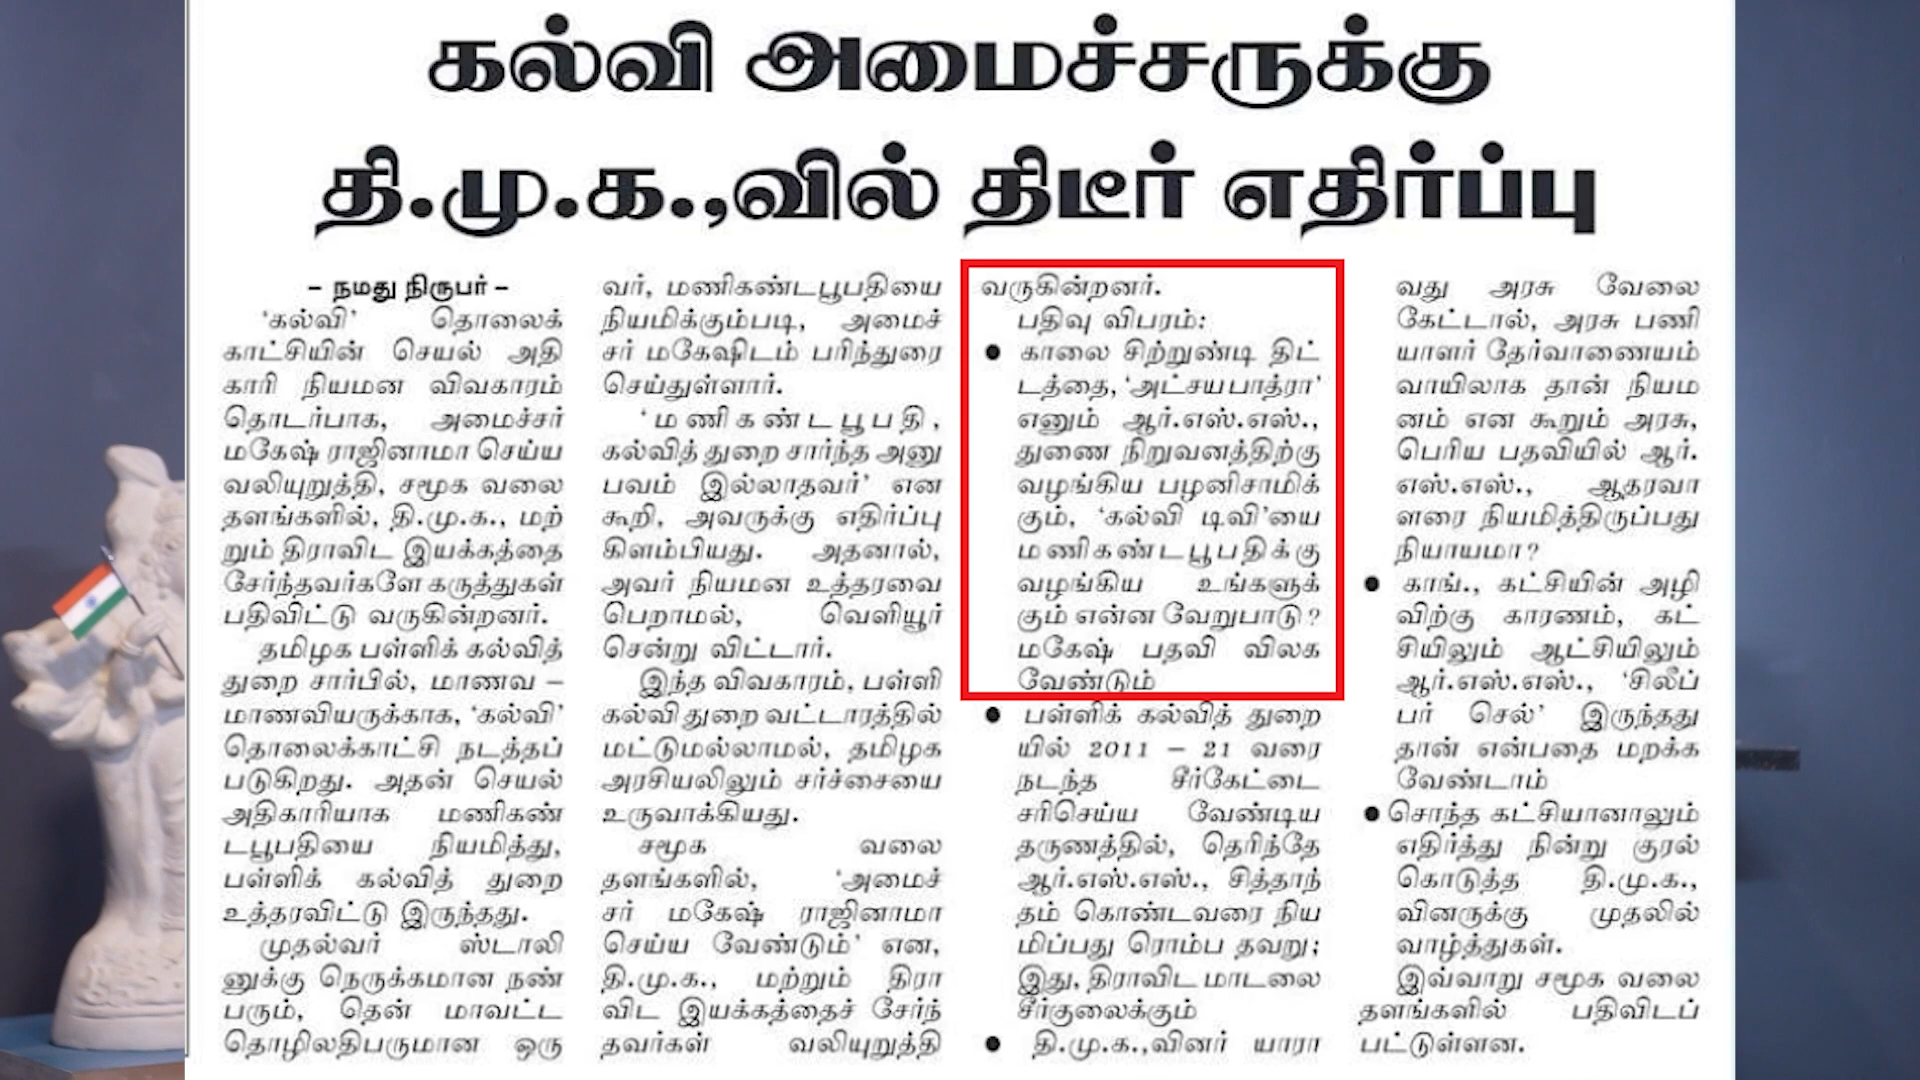 கல்வி அமைச்சருக்கு
தி.மு.க.,வில் திடீர் எதிர்ப்பு
– நமது நிருபர் –
‘கல்வி’ தொலைக்
காட்சியின் செயல் அதி
காரி நியமன விவகாரம்
தொடர்பாக, அமைச்சர்
மகேஷ் ராஜினாமா செய்ய
வலியுறுத்தி, சமூக வலை
தளங்களில், தி.மு.க., மற்
றும் திராவிட இயக்கத்தை
சேர்ந்தவர்களே கருத்துகள்
பதிவிட்டு வருகின்றனர்.
தமிழக பள்ளிக் கல்வித்
துறை சார்பில், மாணவ –
மாணவியருக்காக, ‘கல்வி’
தொலைக்காட்சி நடத்தப்
படுகிறது. அதன் செயல்
அதிகாரியாக மணிகண்
டபூபதியை நியமித்து,
பள்ளிக் கல்வித் துறை
உத்தரவிட்டு இருந்தது.
முதல்வர் ஸ்டாலி
னுக்கு நெருக்கமான நண்
பரும், தென் மாவட்ட
தொழிலதிபருமான ஒரு
வர், மணிகண்டபூபதியை
நியமிக்கும்படி, அமைச்
சர் மகேஷிடம் பரிந்துரை
செய்துள்ளார்.
‘மணிகண்டபூபதி,
கல்வித் துறை சார்ந்த அனு
பவம் இல்லாதவர்’ என
கூறி, அவருக்கு எதிர்ப்பு
கிளம்பியது. அதனால்,
அவர் நியமன உத்தரவை
பெறாமல், வெளியூர்
சென்று விட்டார்.
இந்த விவகாரம், பள்ளி
கல்வி துறை வட்டாரத்தில்
மட்டுமல்லாமல், தமிழக
அரசியலிலும் சர்ச்சையை
உருவாக்கியது.
சமூக வலை
தளங்களில், ‘அமைச்
சர் மகேஷ் ராஜினாமா
செய்ய வேண்டும்’ என,
தி.மு.க., மற்றும் திரா
விட இயக்கத்தைச் சேர்ந்
தவர்கள் வலியுறுத்தி
வருகின்றனர்.
பதிவு விபரம்:
● காலை சிற்றுண்டி திட்
டத்தை, ‘அட்சயபாத்ரா’
எனும் ஆர்.எஸ்.எஸ்.,
துணை நிறுவனத்திற்கு
வழங்கிய பழனிசாமிக்
கும், ‘கல்வி டிவி’யை
மணிகண்டபூபதிக்கு
வழங்கிய உங்களுக்
கும் என்ன வேறுபாடு?
மகேஷ் பதவி விலக
வேண்டும்
● பள்ளிக் கல்வித் துறை
யில் 2011 – 21 வரை
நடந்த சீர்கேட்டை
சரிசெய்ய வேண்டிய
தருணத்தில், தெரிந்தே
ஆர்.எஸ்.எஸ்., சித்தாந்
தம் கொண்டவரை நிய
மிப்பது ரொம்ப தவறு;
இது, திராவிட மாடலை
சீர்குலைக்கும்
● தி.மு.க.,வினர் யாரா
வது அரசு வேலை
கேட்டால், அரசு பணி
யாளர் தேர்வாணையம்
வாயிலாக தான் நியம
னம் என கூறும் அரசு,
பெரிய பதவியில் ஆர்.
எஸ்.எஸ்., ஆதரவா
ளரை நியமித்திருப்பது
நியாயமா?
● காங்., கட்சியின் அழி
விற்கு காரணம், கட்
சியிலும் ஆட்சியிலும்
ஆர்.எஸ்.எஸ்., ‘சிலீப்
பர் செல்’ இருந்தது
தான் என்பதை மறக்க
வேண்டாம்
● சொந்த கட்சியானாலும்
எதிர்த்து நின்று குரல்
கொடுத்த தி.மு.க.,
வினருக்கு முதலில்
வாழ்த்துகள்.
இவ்வாறு சமூக வலை
தளங்களில் பதிவிடப்
பட்டுள்ளன.